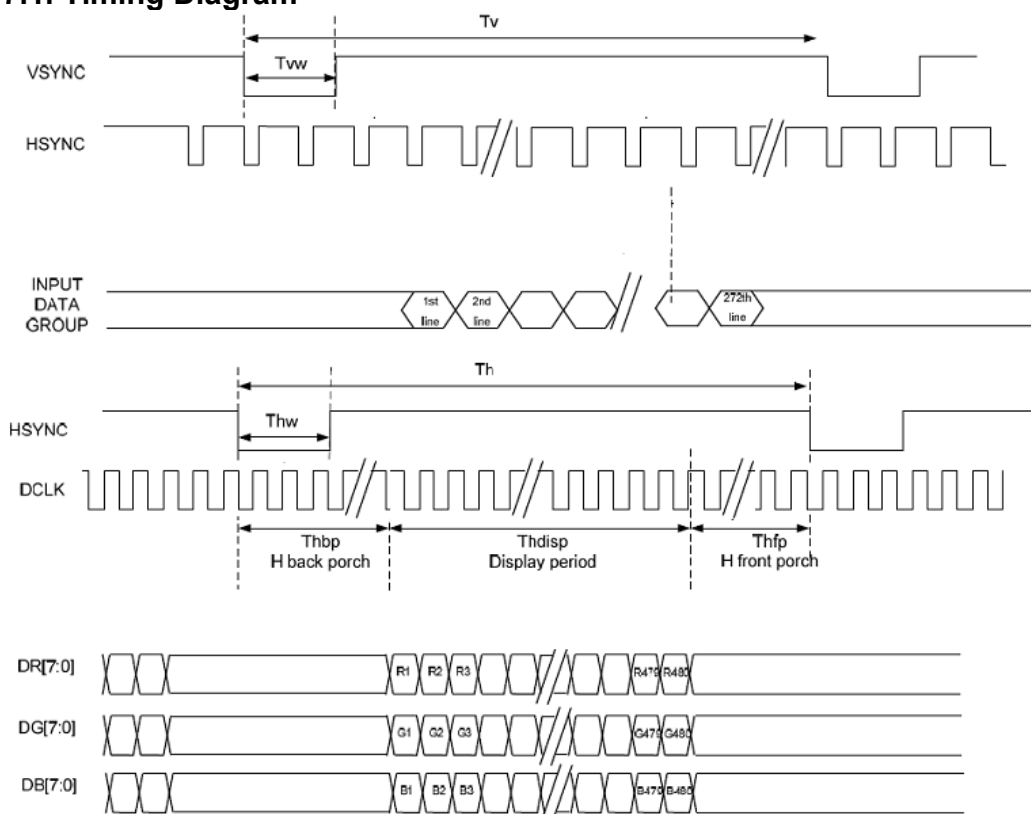 Timing Diagram
Tv
Tvw
VSYNC
HSYNC
INPUT
DATA
GROUP
1st
line
2nd
line
272th
line
Th
Thw
HSYNC
DCLK
Thbp
H back porch
Thdisp
Display period
Thfp
H front porch
DR[7:0]
R1 R2 R3 R479 R480
DG[7:0]
G1 G2 G3 G479 G480
DB[7:0]
B1 B2 B3 B479 B480